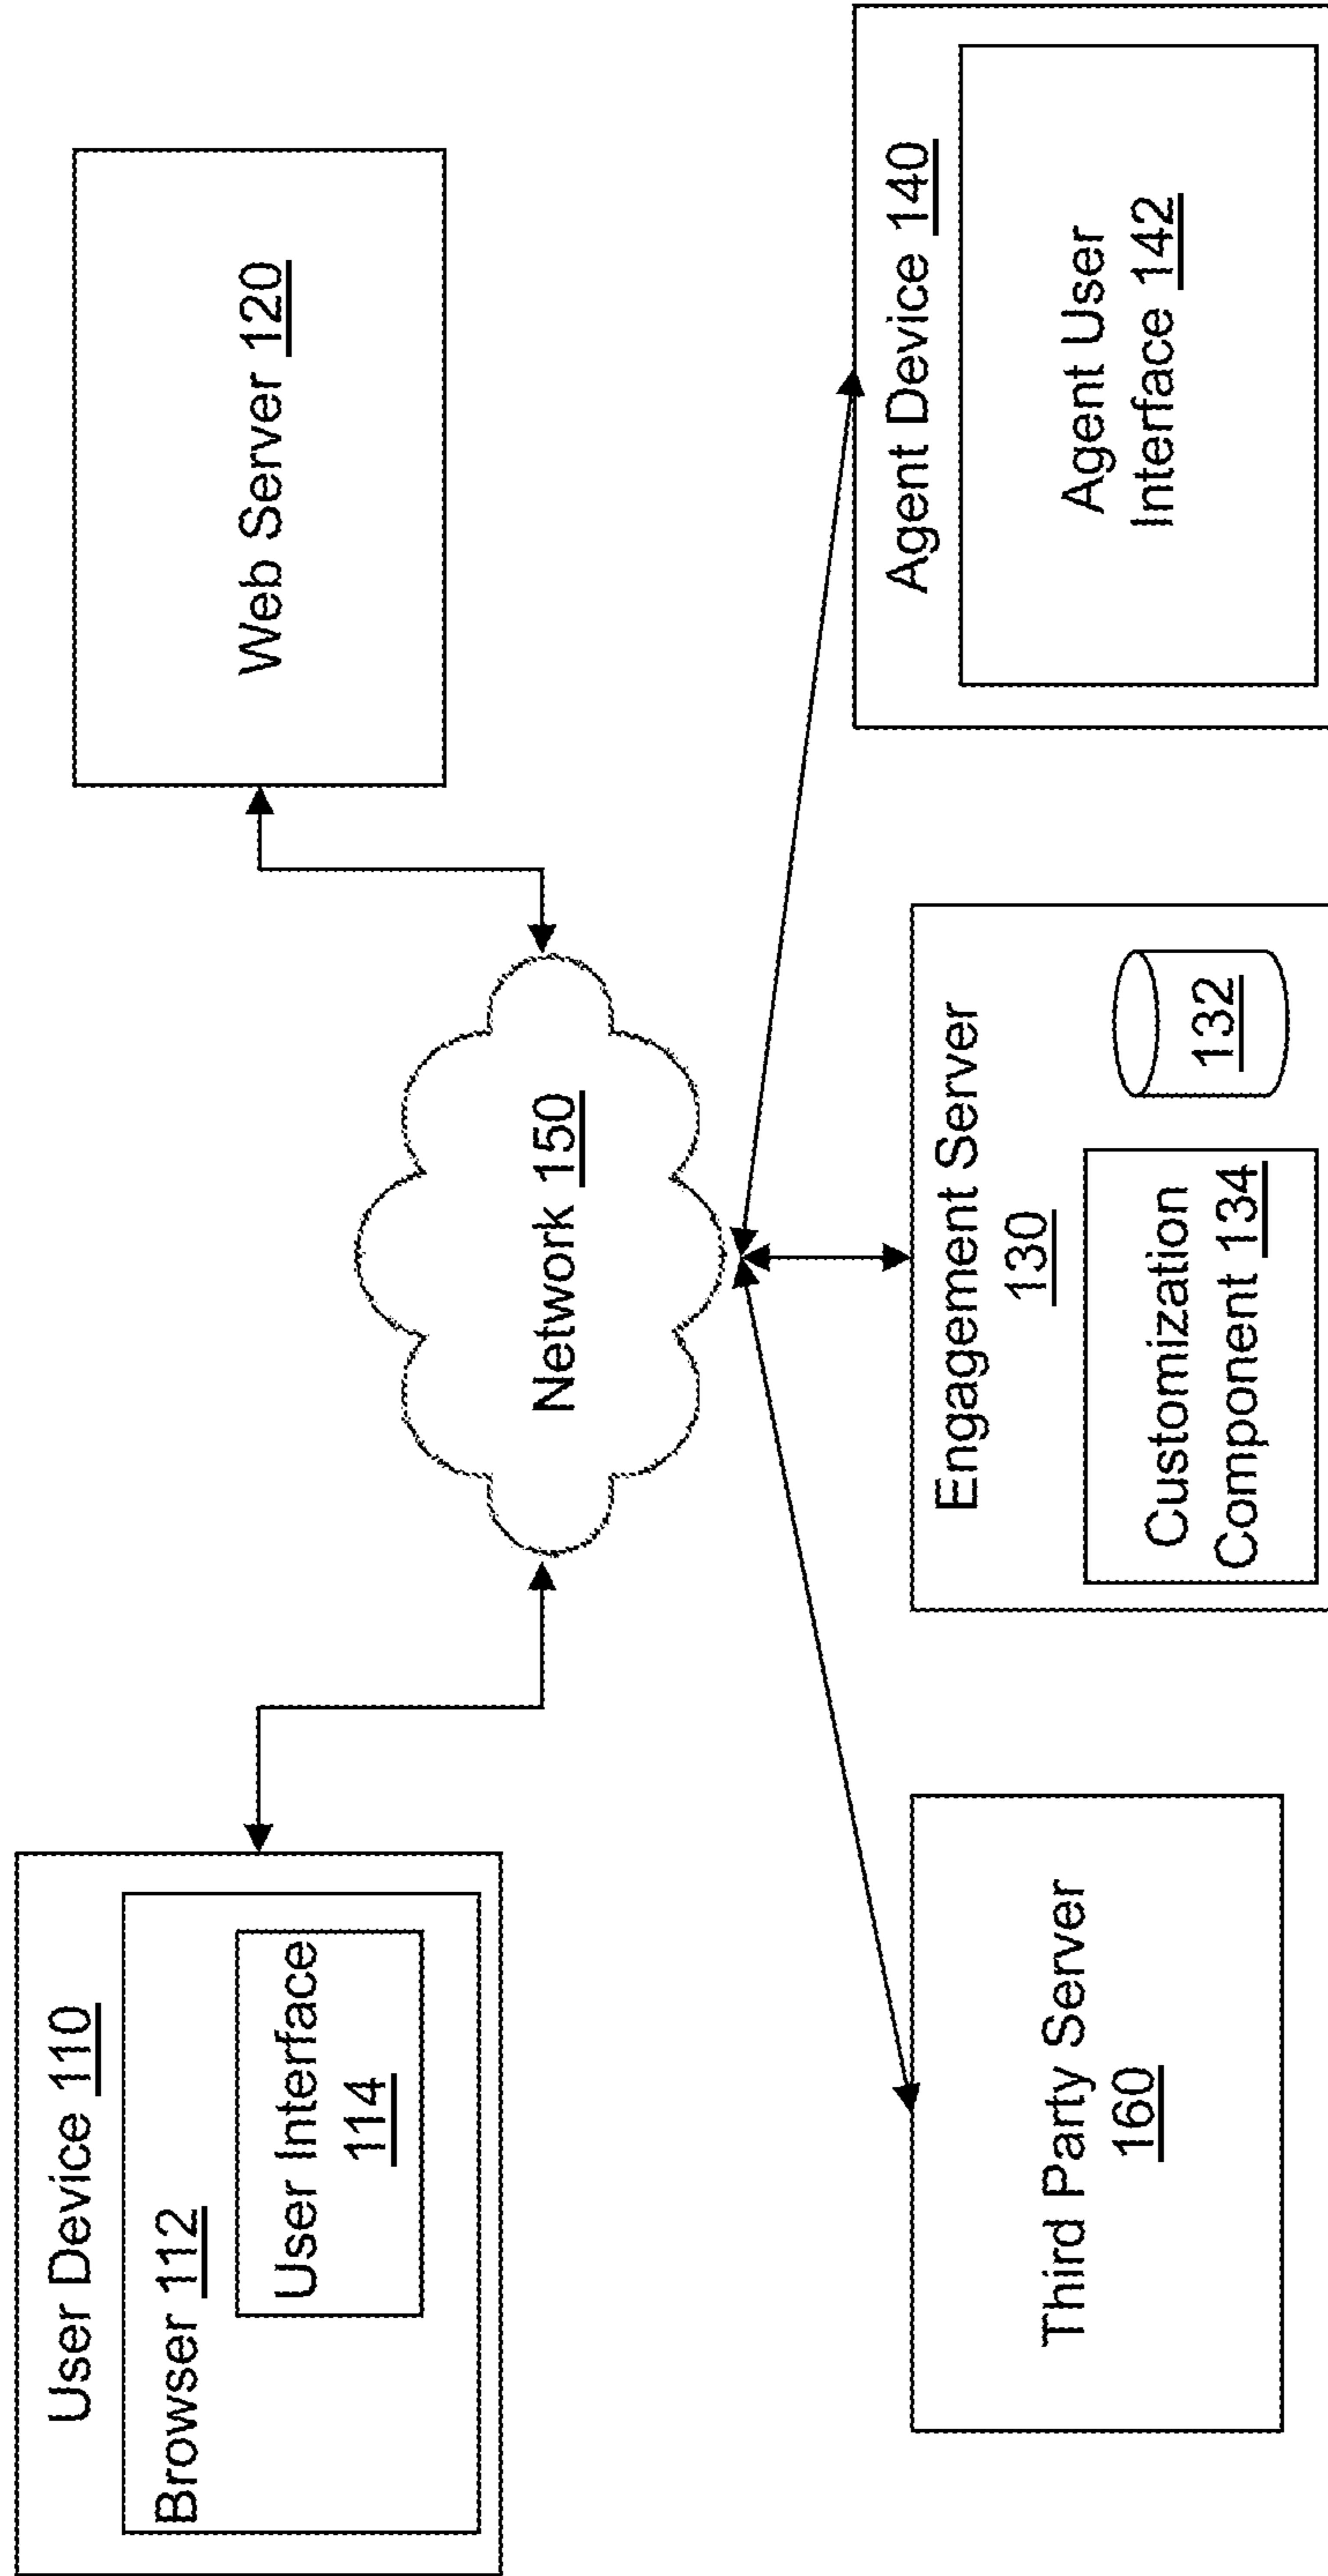 User Device 110
Browser 112
User Interface
114
Web Server 120
Network 150
Third Party Server
160
Engagement Server
130
Customization
Component 134
132
Agent Device 140
Agent User
Interface 142